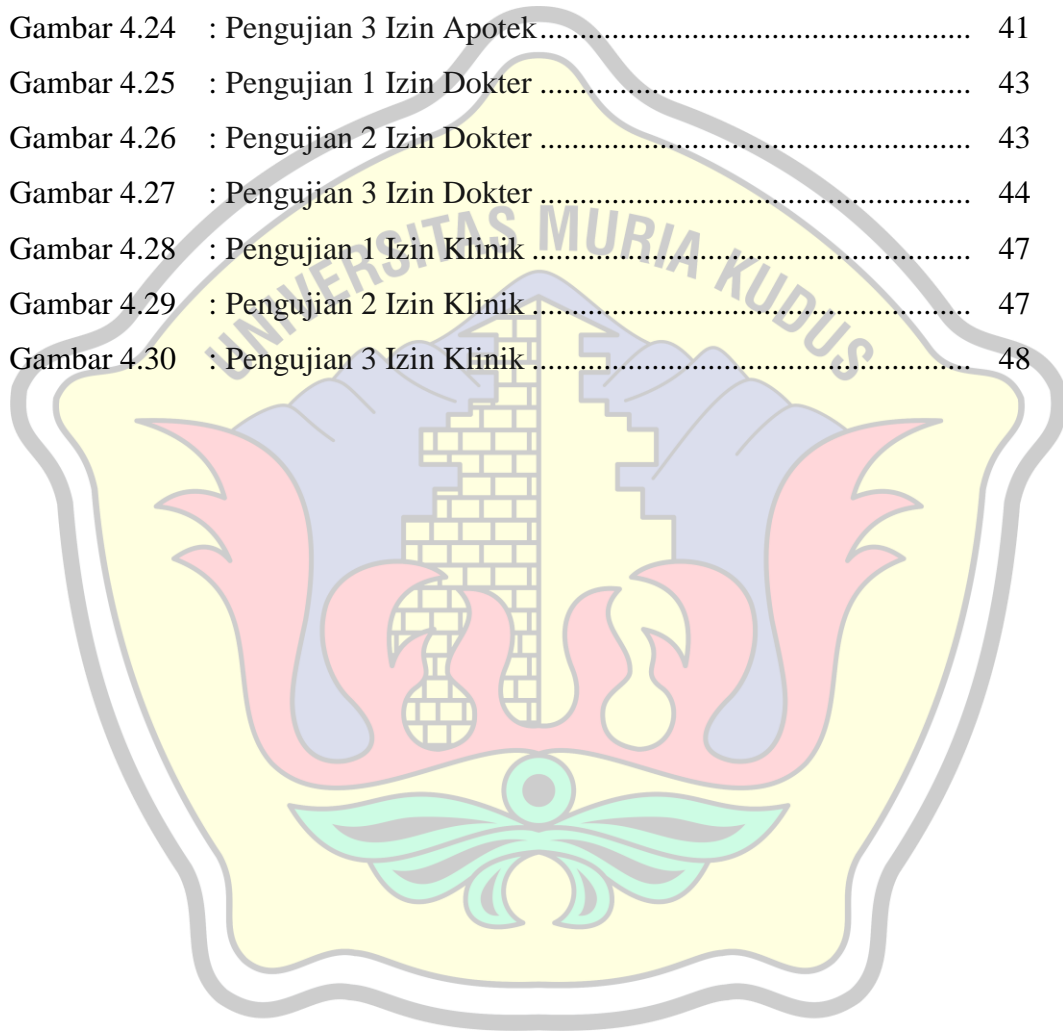 Gambar 4.24 : Pengujian 3 Izin Apotek....................................................... 41
Gambar 4.25 : Pengujian 1 Izin Dokter ....................................................... 43
Gambar 4.26 : Pengujian 2 Izin Dokter ....................................................... 43
Gambar 4.27 : Pengujian 3 Izin Dokter ....................................................... 44
Gambar 4.28 : Pengujian 1 Izin Klinik ........................................................ 47
Gambar 4.29 : Pengujian 2 Izin Klinik ........................................................ 47
Gambar 4.30 : Pengujian 3 Izin Klinik ........................................................ 48
UNIVERSITAS MURIA KUDUS